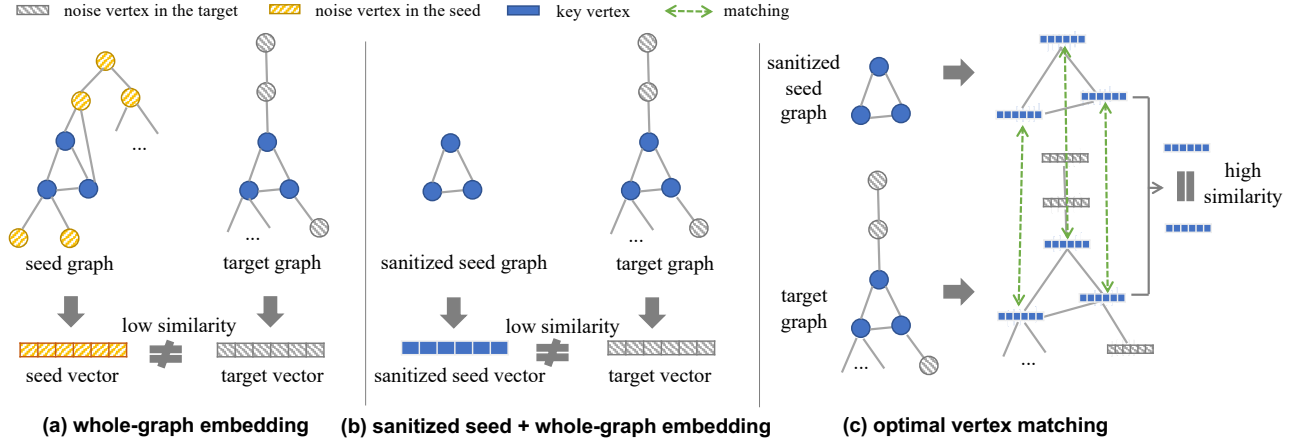 noise vertex in the target
noise vertex in the seed
key vertex
matching
...
seed graph
...
target graph
low similarity
seed vector
target vector
(a) whole-graph embedding
sanitized seed graph
...
target graph
low similarity
sanitized seed vector
target vector
(b) sanitized seed + whole-graph embedding
sanitized
seed
graph
target
graph
...
...
high
similarity
(c) optimal vertex matching